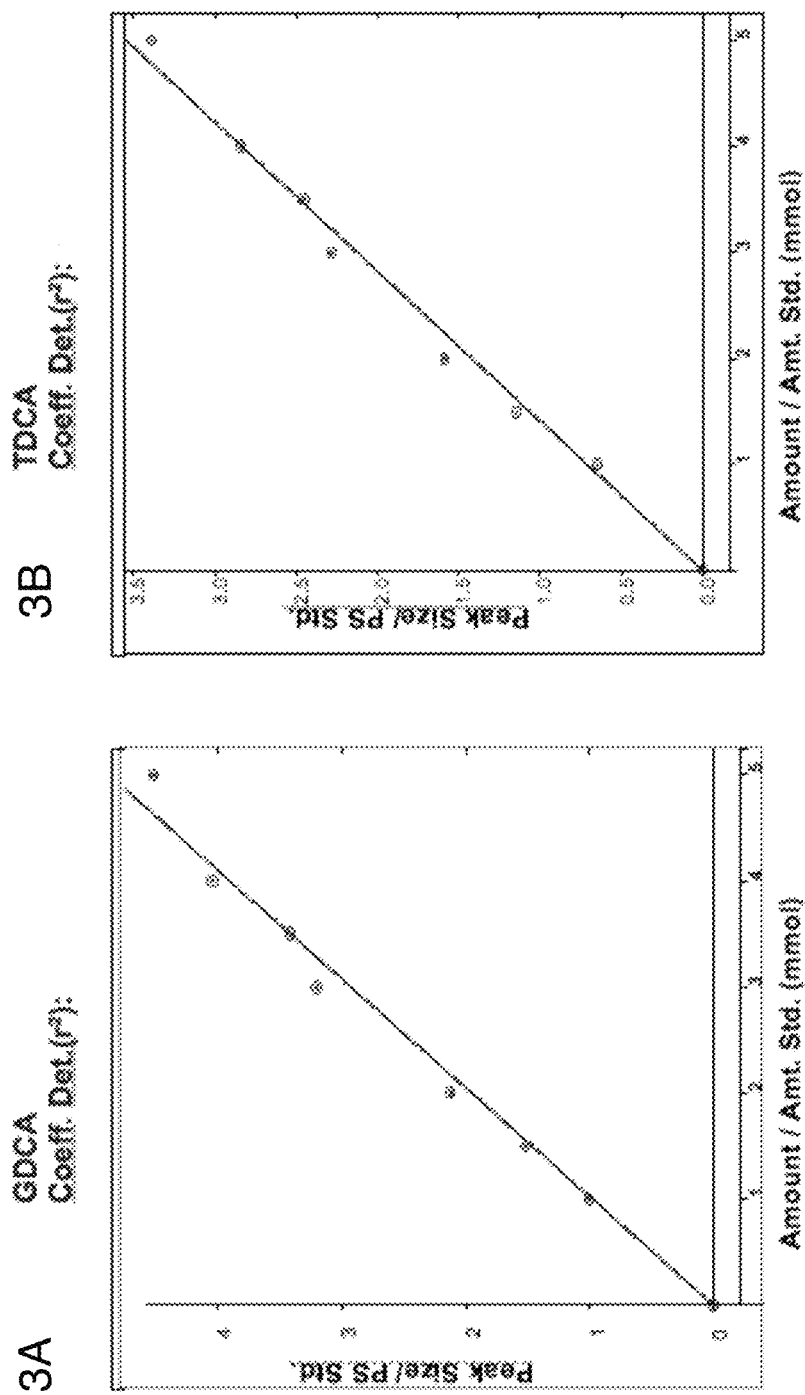 3A
GDCA
Coeff. Det.(r²):
Peak Size/ PS Std.
4
3
2
1
0
1
2
3
4
5
Amount / Amt. Std. (mmol)
3B
TDCA
Coeff. Det.(r²):
Peak Size/ PS Std.
3.5
3.0
2.5
2.0
1.5
1.0
0.5
0.0
1
2
3
4
5
Amount / Amt. Std. (mmol)